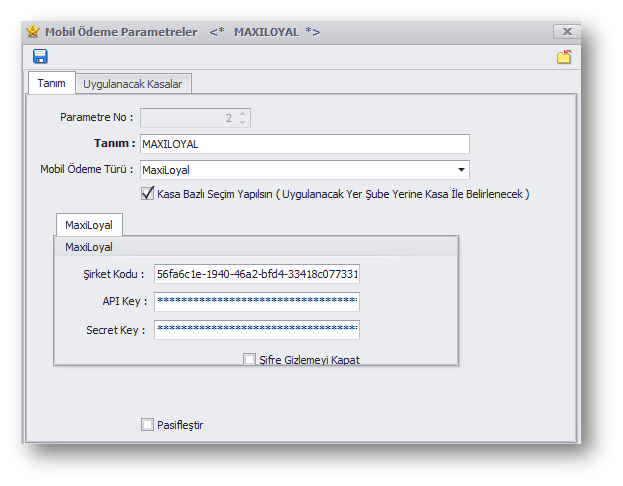 Mobil Ödeme Parametreler <* MAXILOYAL *>
Tanım Uygulanacak Kasalar
Parametre No : 2
Tanım : MAXILOYAL
Mobil Ödeme Türü : MaxiLoyal
Kasa Bazlı Seçim Yapılsın ( Uygulanacak Yer Şube Yerine Kasa İle Belirlenecek )
MaxiLoyal
MaxiLoyal
Şirket Kodu : 56fa6c1e-1940-46a2-bfd4-33418c077331
API Key : **********************************
Secret Key : **********************************
Şifre Gizlemeyi Kapat
Pasifleştir